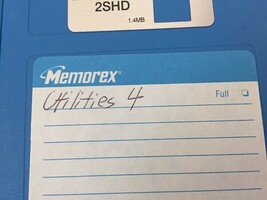 2SHD
1.4MB
Memorex®
Utilities 4
Full